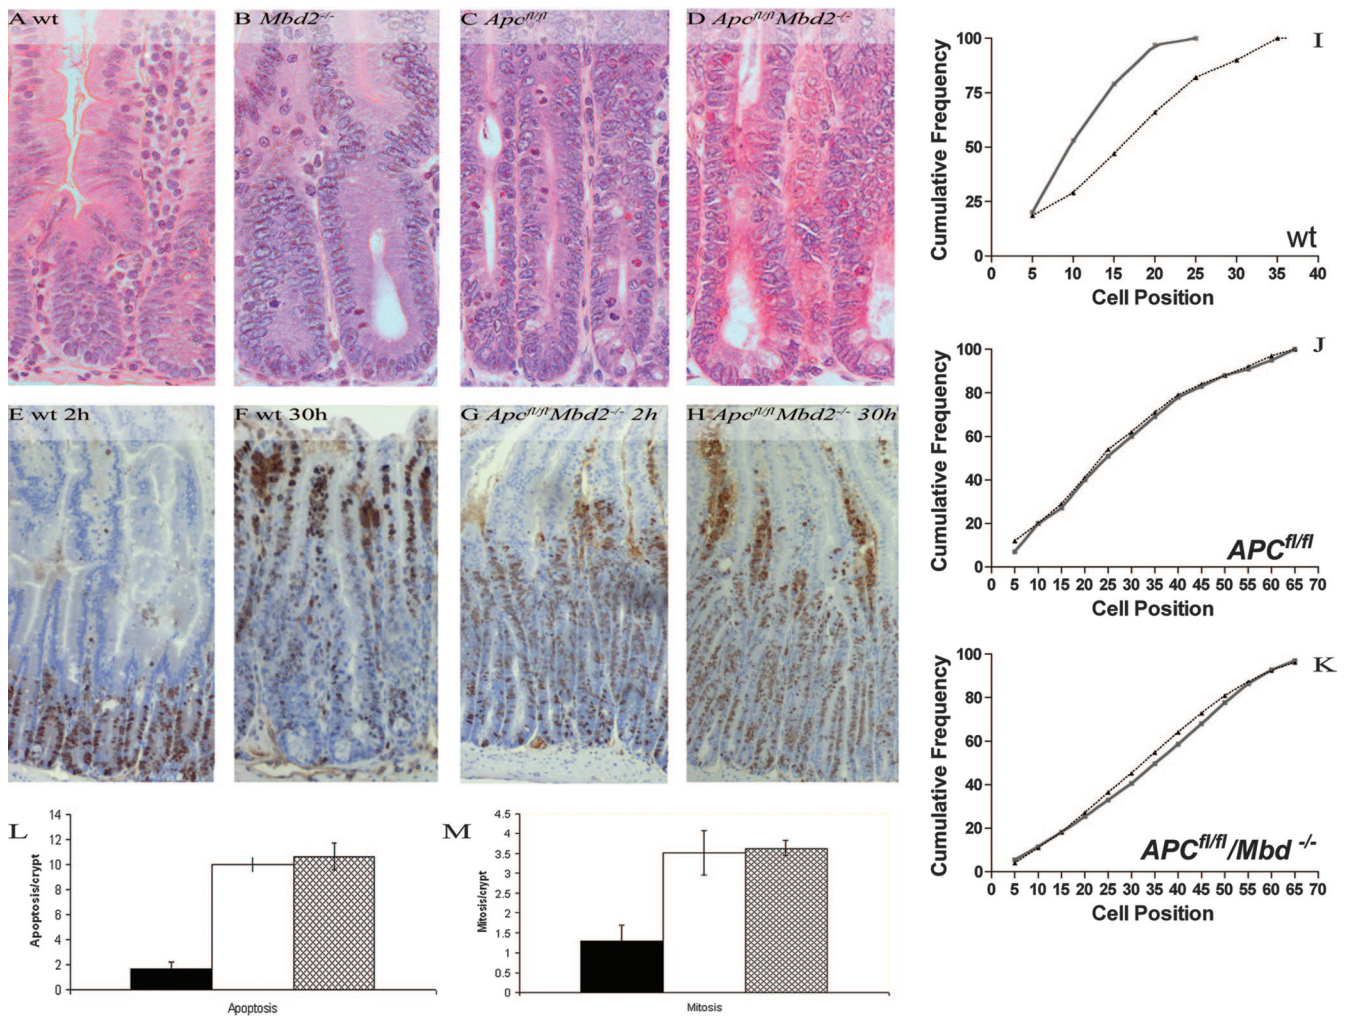 A wt
B Mbd2-/-
C Apcfl/fl
D Apcfl/fl Mbd2-/-
E wt 2h
F wt 30h
G Apcfl/fl Mbd2-/- 2h
H Apcfl/fl Mbd2-/- 30h
I
100
75
50
25
0
Cumulative Frequency
wt
0 5 10 15 20 25 30 35 40
Cell Position
J
100
80
60
40
20
0
Cumulative Frequency
APCfl/fl
0 5 10 15 20 25 30 35 40 45 50 55 60 65 70
Cell Position
K
100
80
60
40
20
0
Cumulative Frequency
APCfl/fl/Mbd -/-
0 5 10 15 20 25 30 35 40 45 50 55 60 65 70
Cell Position
L
14
12
10
8
6
4
2
0
Apoptosis/crypt
Apoptosis
M
4.5
4
3.5
3
2.5
2
1.5
1
0.5
0
Mitosis/crypt
Mitosis